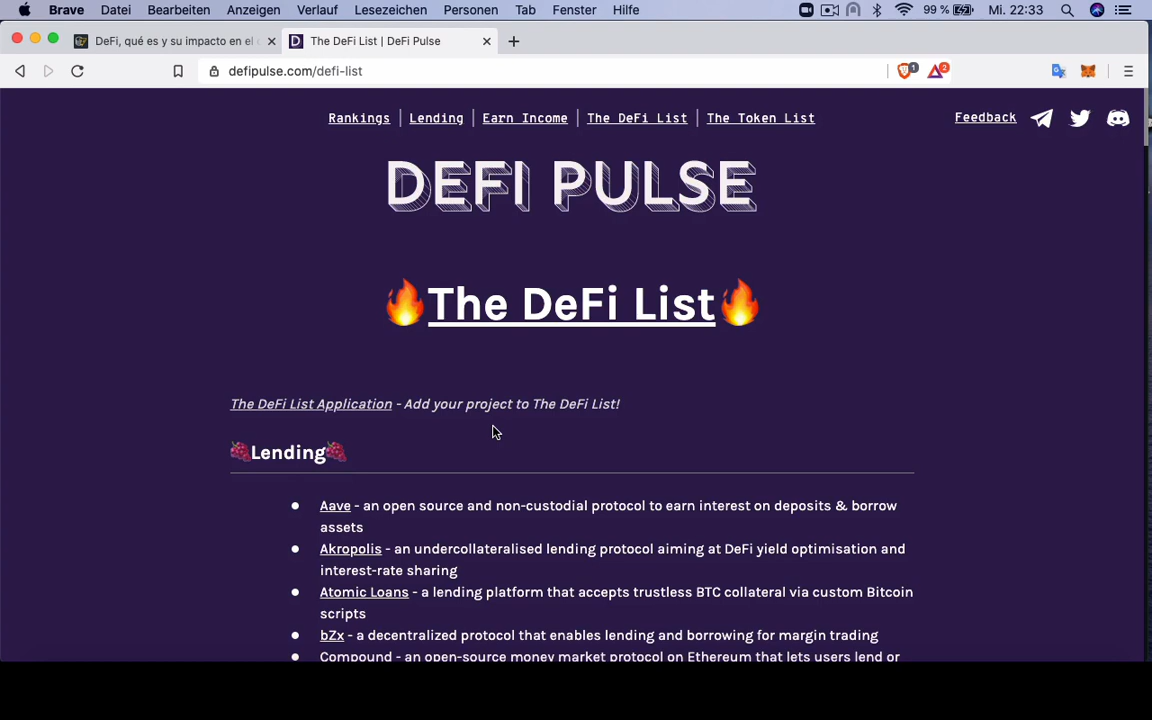 Brave Datei Bearbeiten Anzeigen Verlauf Lesezeichen Personen Tab Fenster Hilfe 99 % Mi. 22:33
DeFi, qué es y su impacto en el
The DeFi List | DeFi Pulse
defipulse.com/defi-list
1
2
Rankings | Lending | Earn Income | The DeFi List | The Token List
Feedback
DEFI PULSE
🔥The DeFi List🔥
The DeFi List Application - Add your project to The DeFi List!
🍇Lending🍇
● Aave - an open source and non-custodial protocol to earn interest on deposits & borrow
assets
● Akropolis - an undercollateralised lending protocol aiming at DeFi yield optimisation and
interest-rate sharing
● Atomic Loans - a lending platform that accepts trustless BTC collateral via custom Bitcoin
scripts
● bZx - a decentralized protocol that enables lending and borrowing for margin trading
● Compound - an open-source money market protocol on Ethereum that lets users lend or